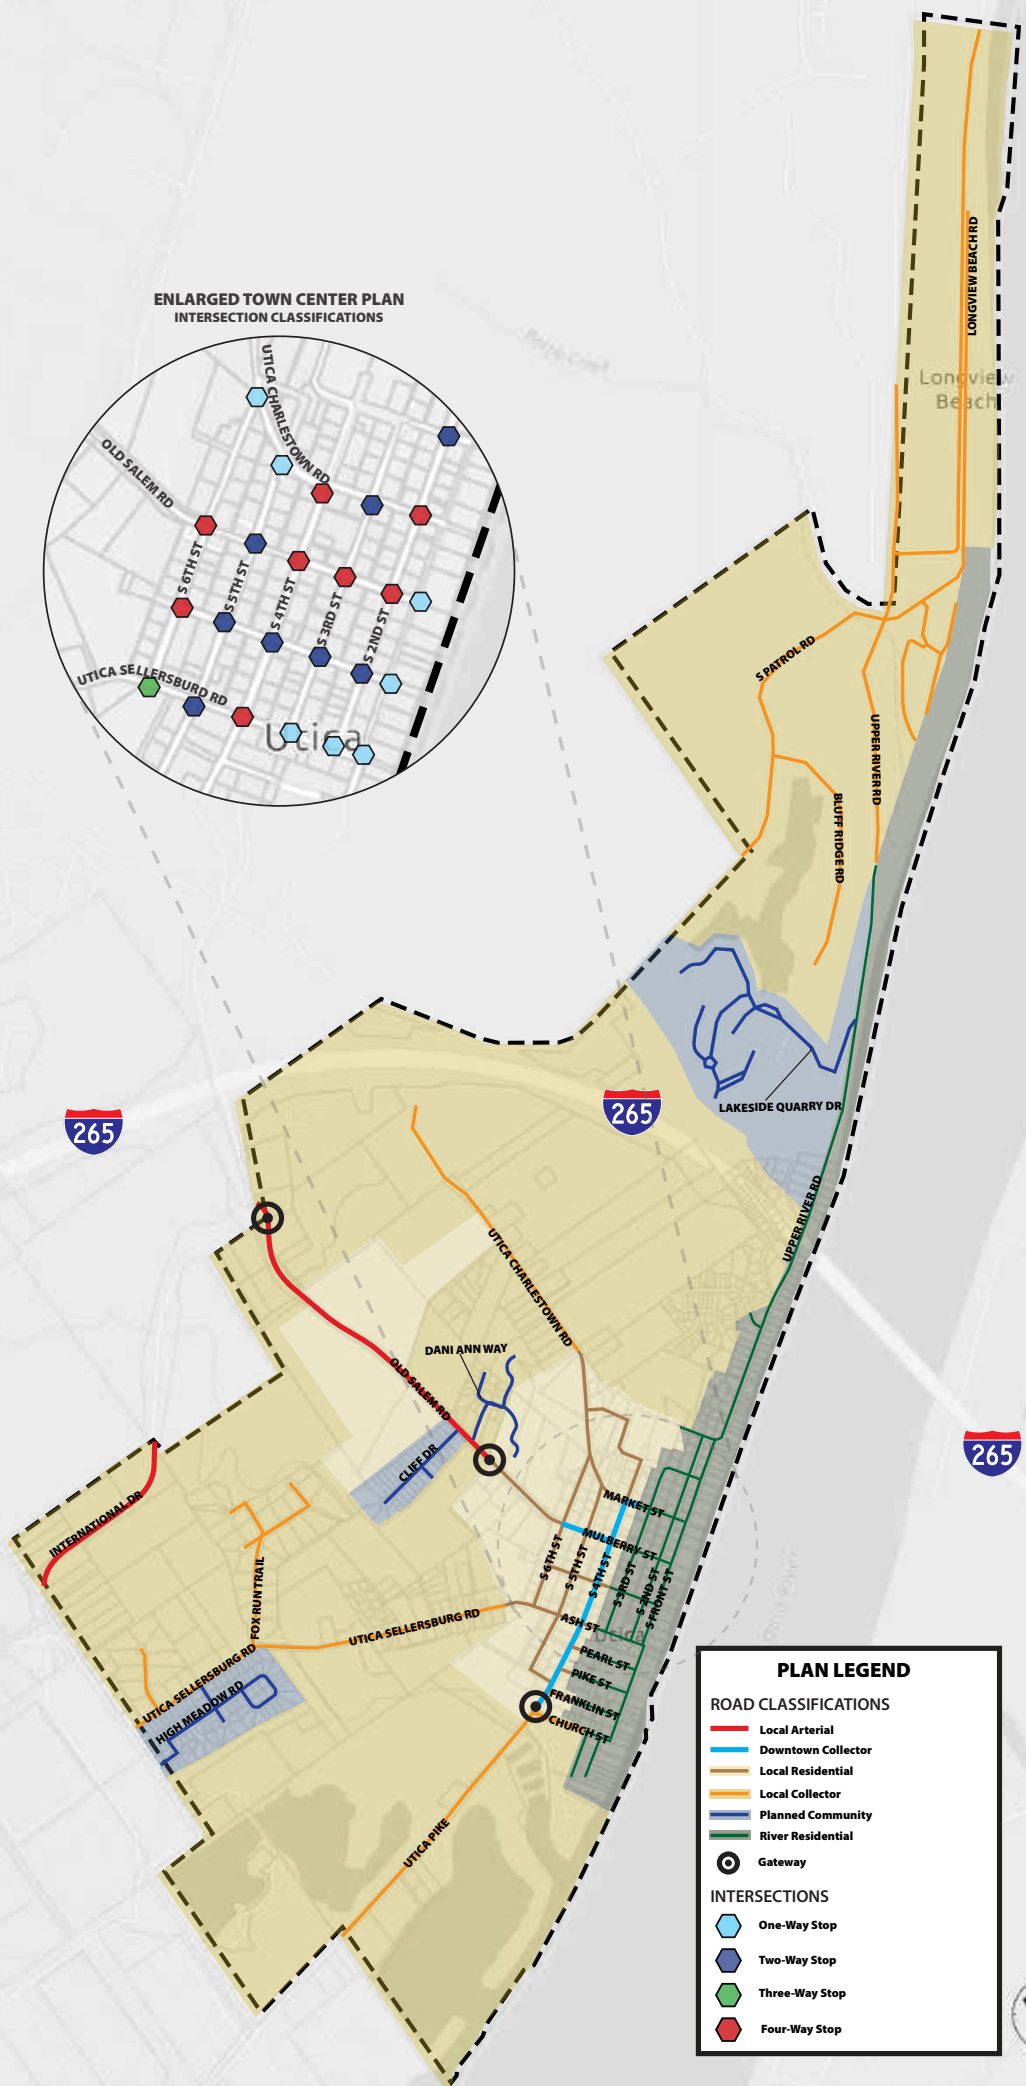 LONGVIEW BEACH RD
ENLARGED TOWN CENTER PLAN
INTERSECTION CLASSIFICATIONS
Longview
Beach
UTICA CHARLESTOWN RD
OLD SALEM RD
S 6TH ST
S 5TH ST
S 4TH ST
S 3RD ST
S 2ND ST
UTICA SELLERSBURD RD
Utica
S PATROL RD
UPPER RIVER RD
BLUFF RIDGE RD
265
265
LAKESIDE QUARRY DR
UPPER RIVER RD
UTICA CHARLESTOWN RD
DANI ANN WAY
OLD SALEM RD
CLIFF DR
265
INTERNATIONAL DR
MARKET ST
MULBERRY ST
S 6TH ST
S 5TH ST
S 4TH ST
S 3RD ST
S 2ND ST
S FRONT ST
FOX RUN TRAIL
UTICA SELLERSBURG RD
ASH ST
Utica
PEARL ST
UTICA SELLERSBURG RD
HIGH MEADOW RD
PIKE ST
FRANKLIN ST
CHURCH ST
UTICA PIKE
PLAN LEGEND
ROAD CLASSIFICATIONS
Local Arterial
Downtown Collector
Local Residential
Local Collector
Planned Community
River Residential
Gateway
INTERSECTIONS
One-Way Stop
Two-Way Stop
Three-Way Stop
Four-Way Stop